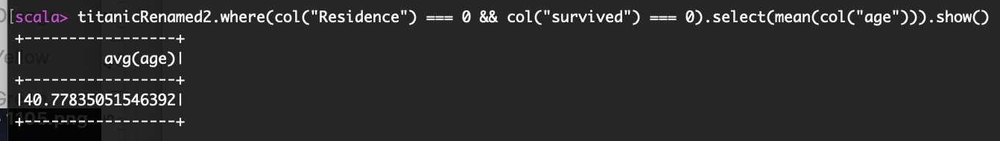 [scala> titanicRenamed2.where(col("Residence") === 0 && col("survived") === 0).select(mean(col("age"))).show()
+-----------------+
|         avg(age)|
+-----------------+
|40.77835051546392|
+-----------------+